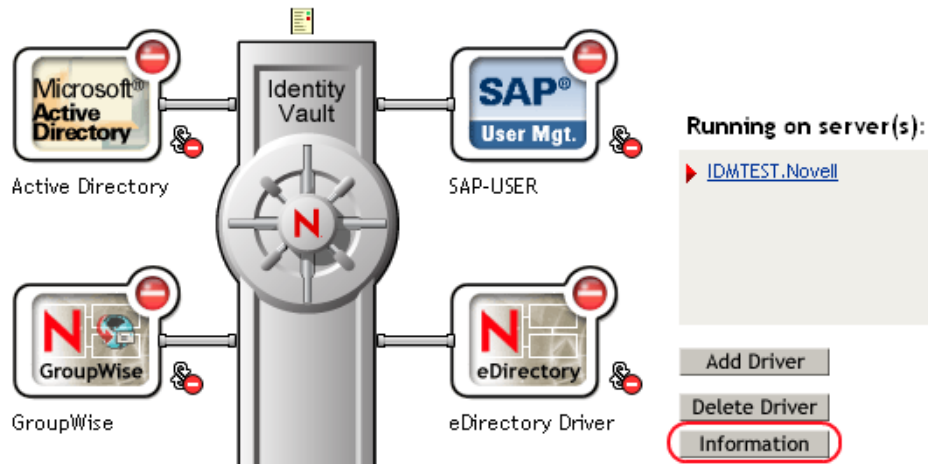 Microsoft®
Active
Directory
Active Directory
Identity
Vault
SAP®
User Mgt.
SAP-USER
Running on server(s):
IDMTEST.Novell
N
N
GroupWise
GroupWise
N
eDirectory
eDirectory Driver
Add Driver
Delete Driver
Information